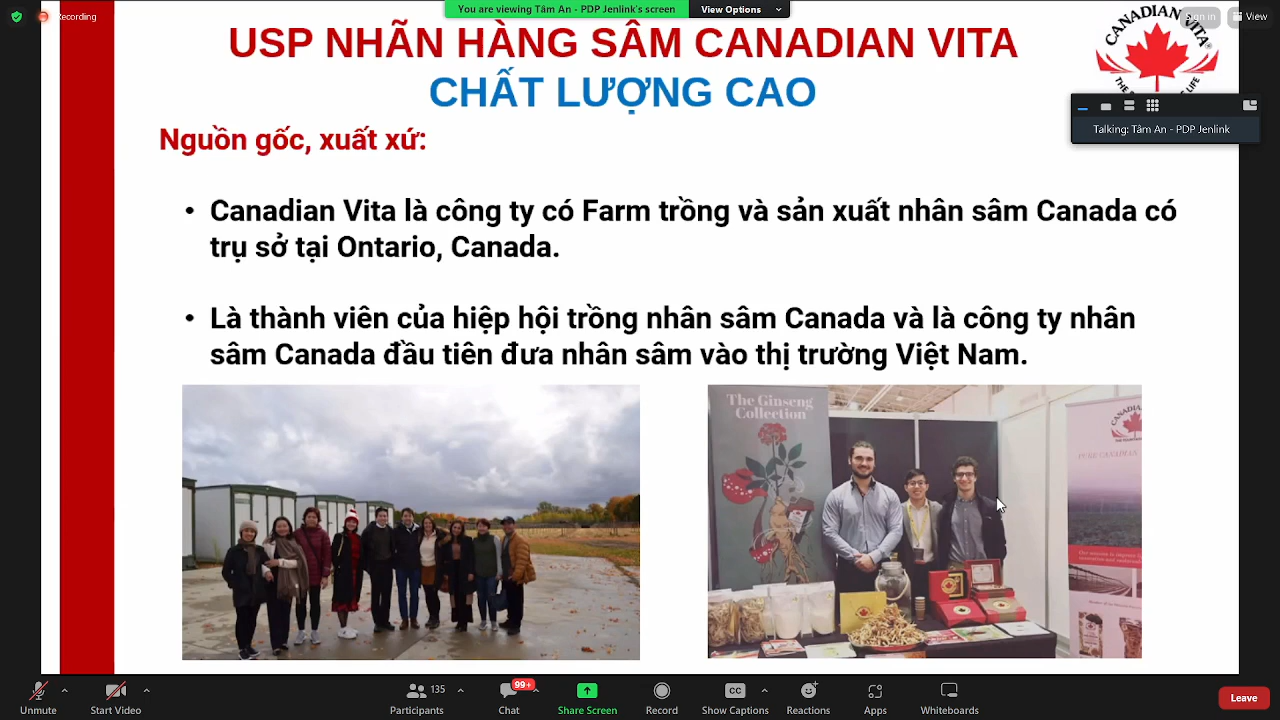 Recording
You are viewing Tâm An - PDP Jenlink's screen
View Options
Sign in
View
USP NHÃN HÀNG SÂM CANADIAN VITA
CHẤT LƯỢNG CAO
CANADIAN VITA
Talking: Tâm An - PDP Jenlink
Nguồn gốc, xuất xứ:
• Canadian Vita là công ty có Farm trồng và sản xuất nhân sâm Canada có
trụ sở tại Ontario, Canada.
• Là thành viên của hiệp hội trồng nhân sâm Canada và là công ty nhân
sâm Canada đầu tiên đưa nhân sâm vào thị trường Việt Nam.
The Ginseng
Collection
PURE CANADIAN
Unmute
Start Video
135
Participants
99+
Chat
Share Screen
Record
CC
Show Captions
Reactions
Apps
Whiteboards
Leave